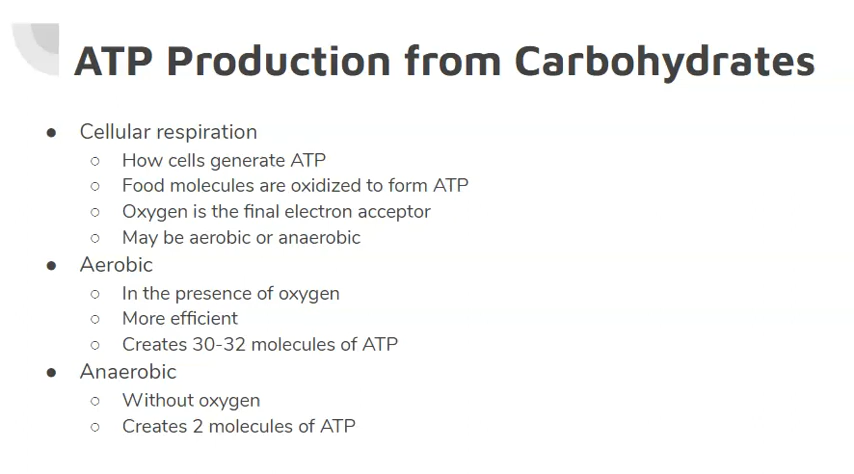 ATP Production from Carbohydrates
● Cellular respiration
○ How cells generate ATP
○ Food molecules are oxidized to form ATP
○ Oxygen is the final electron acceptor
○ May be aerobic or anaerobic
● Aerobic
○ In the presence of oxygen
○ More efficient
○ Creates 30-32 molecules of ATP
● Anaerobic
○ Without oxygen
○ Creates 2 molecules of ATP